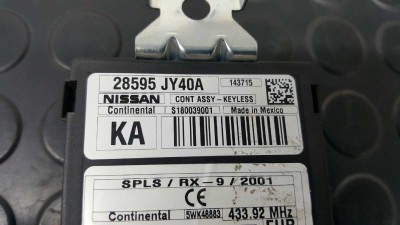 28595 JY40A 143715
NISSAN CONT ASSY-KEYLESS
Continental S180039001 Made in Mexico
KA
SPLS / RX-9 / 2001
CE
Continental 5WK48883 433.92 MHz
EUR